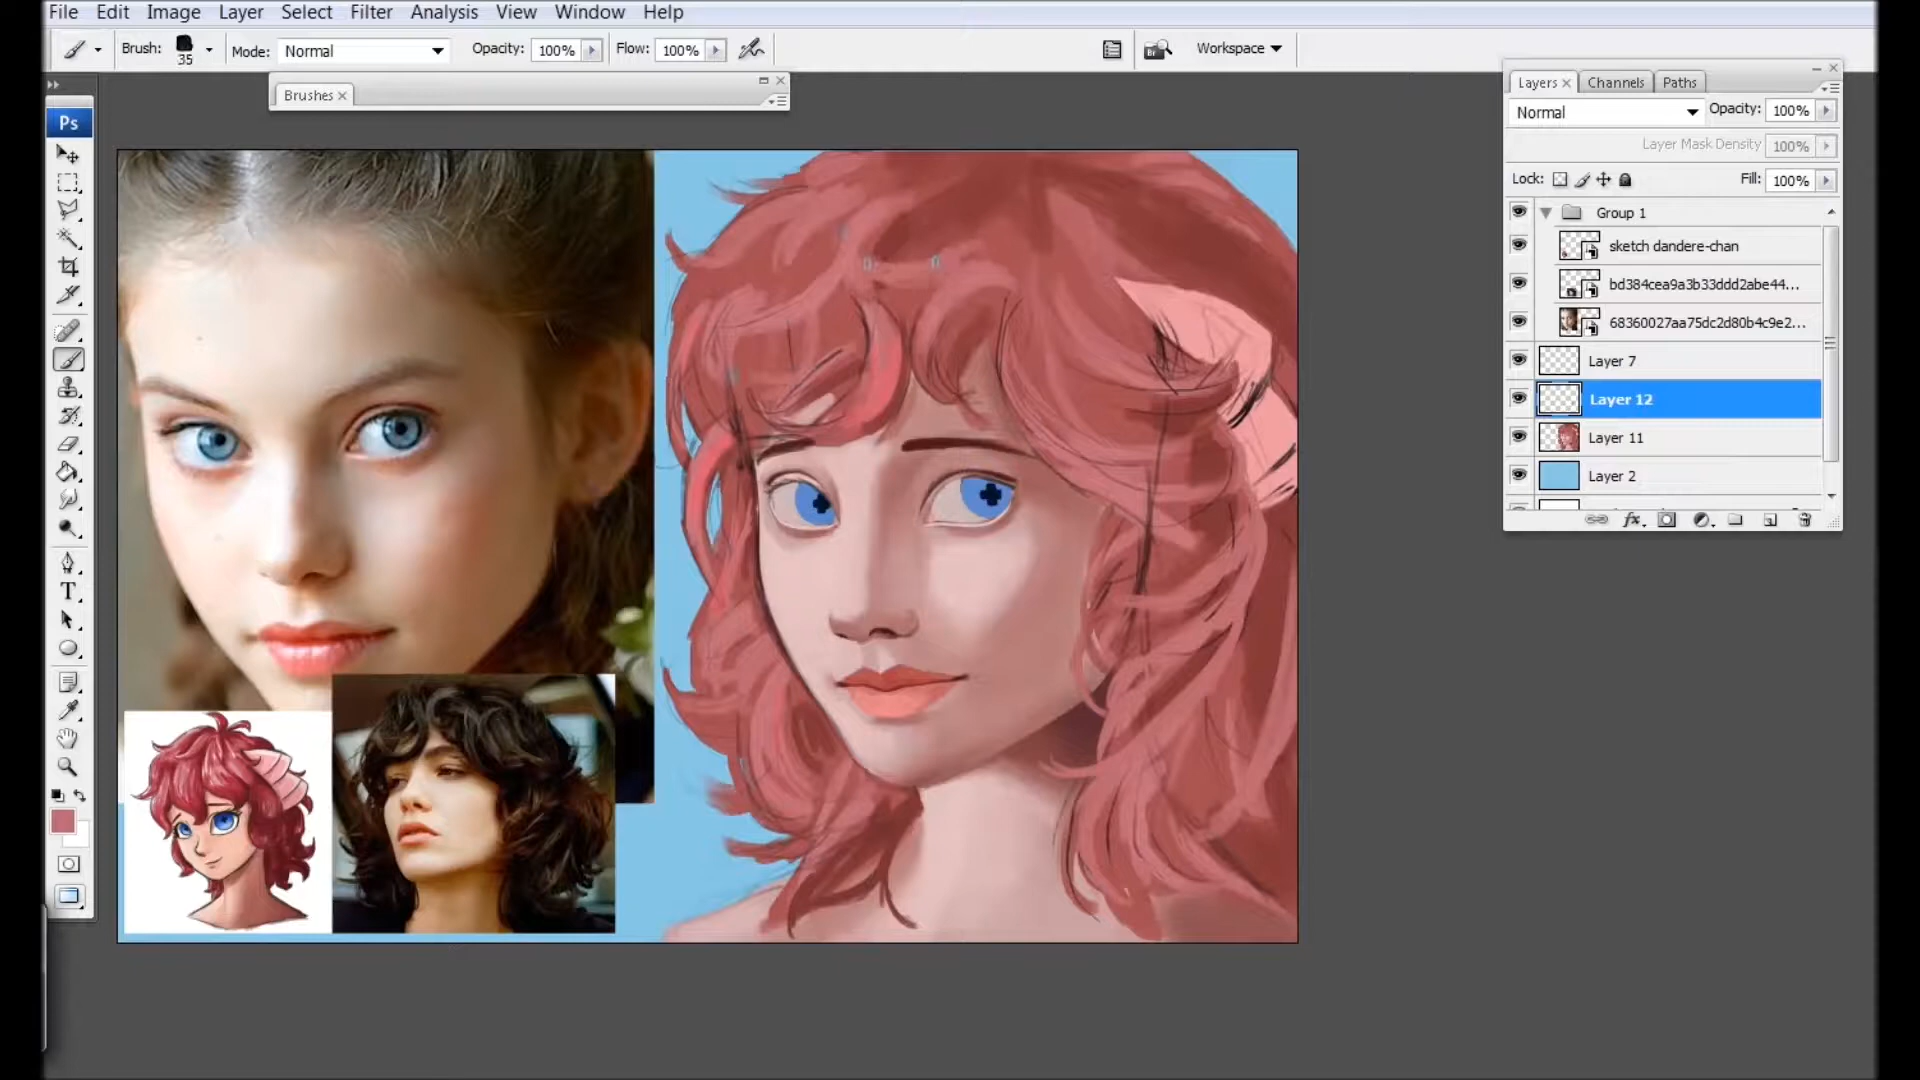 File Edit Image Layer Select Filter Analysis View Window Help
Brush: 35 Mode: Normal Opacity: 100% Flow: 100% Workspace
Brushes
Ps
T
Layers Channels Paths
Normal Opacity: 100%
Layer Mask Density 100%
Lock: Fill: 100%
Group 1
sketch dandere-chan
bd384cea9a3b33ddd2abe44...
68360027aa75dc2d80b4c9e2...
Layer 7
Layer 12
Layer 11
Layer 2
fx